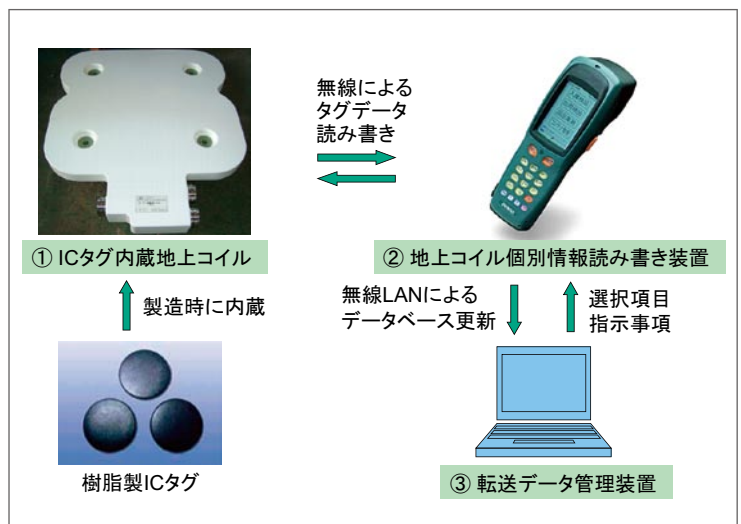 無線による
タグデータ
読み書き
① ICタグ内蔵地上コイル
② 地上コイル個別情報読み書き装置
製造時に内蔵
無線LANによる
データベース更新
選択項目
指示事項
樹脂製ICタグ
③ 転送データ管理装置